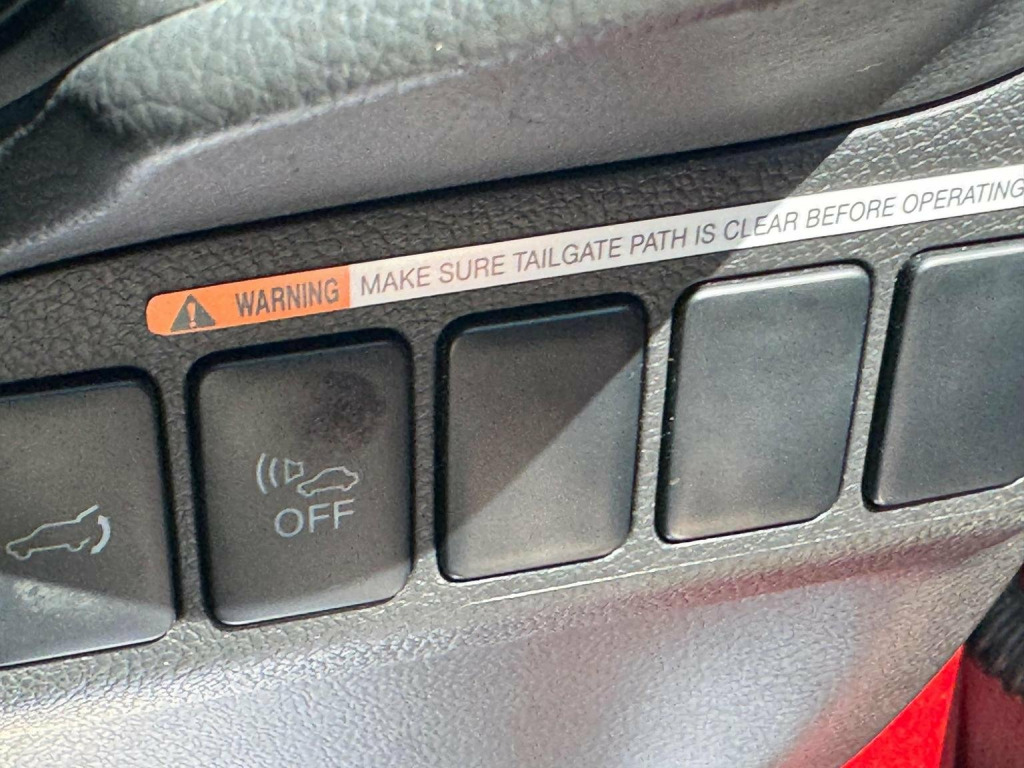 WARNING MAKE SURE TAILGATE PATH IS CLEAR BEFORE OPERATING
OFF